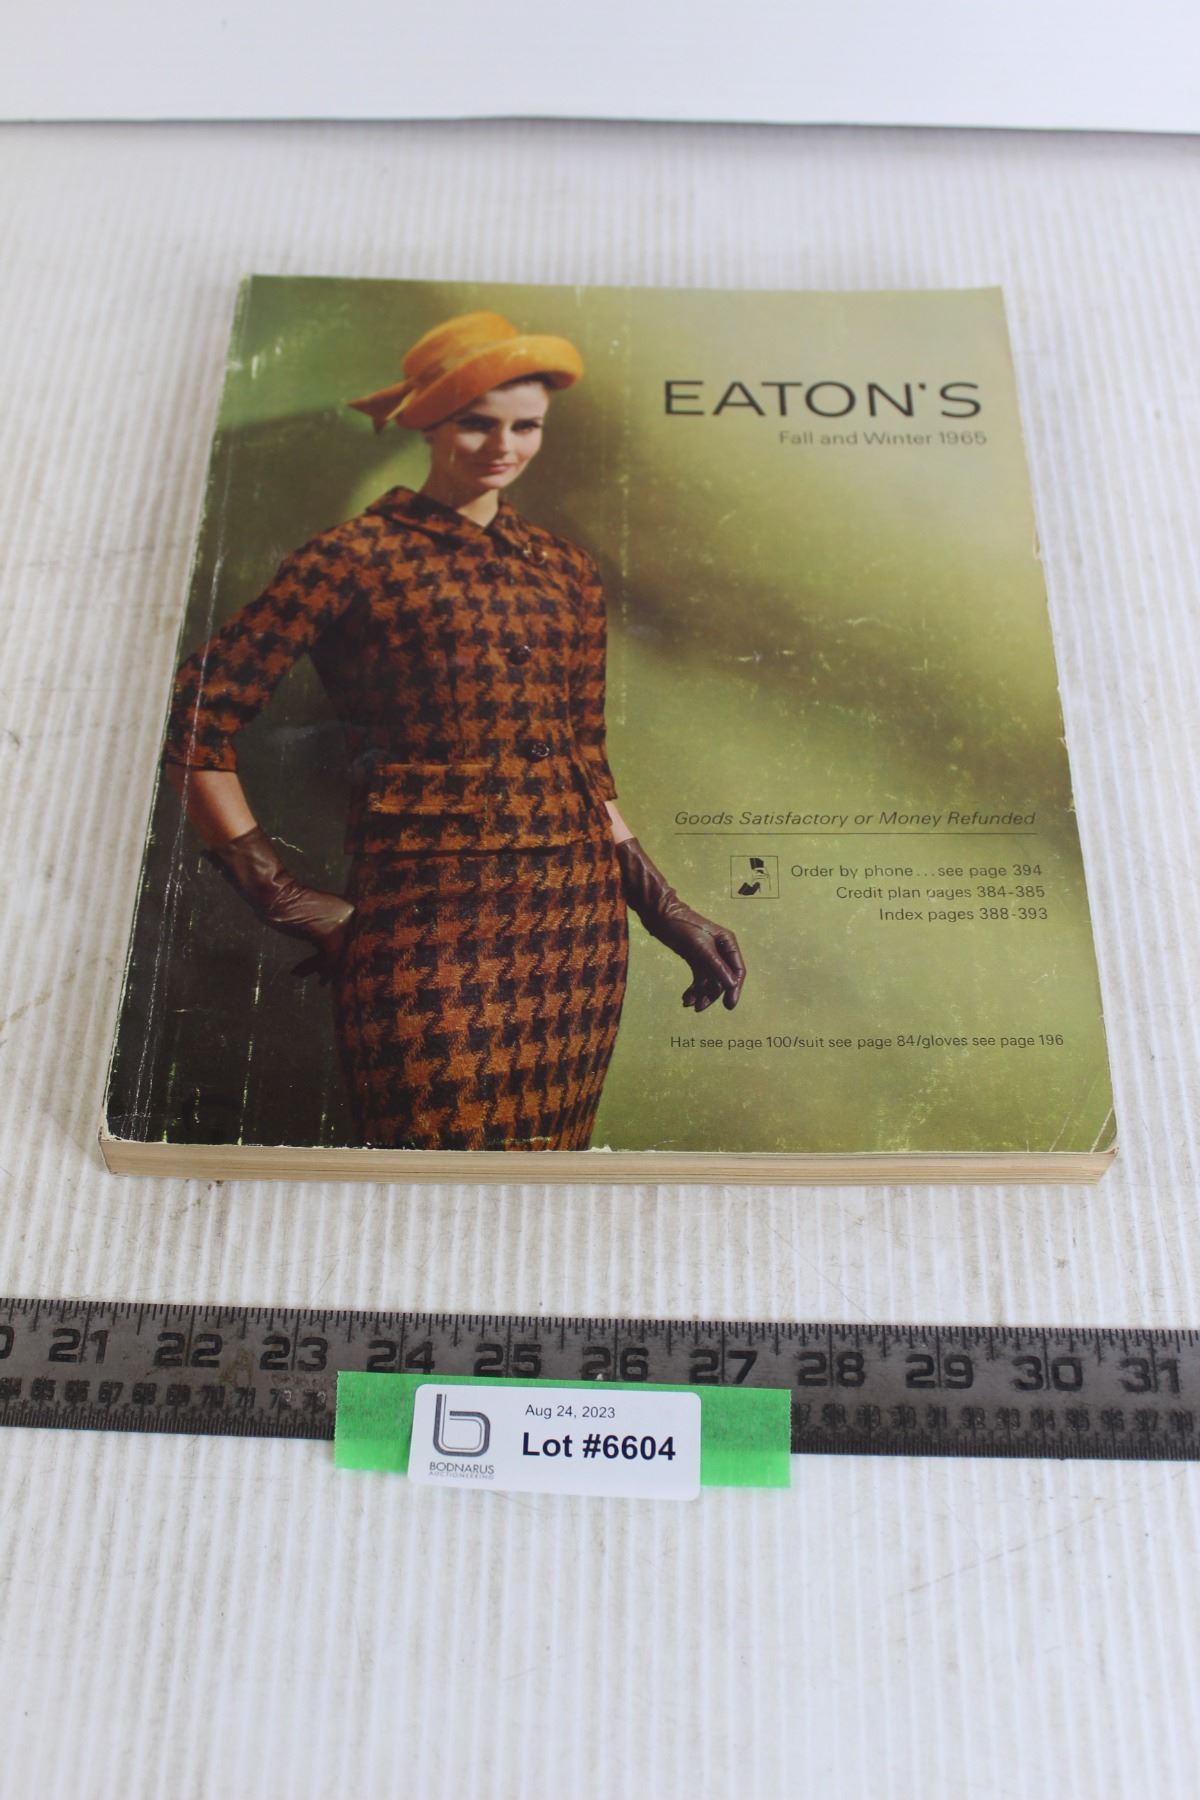 EATON'S
Fall and Winter 1965
Goods Satisfactory or Money Refunded
Order by phone...see page 394
Credit plan pages 384-385
Index pages 388-393
Hat see page 100/suit see page 84/gloves see page 196
21 22 23 24 25 26 27 28 29 30 31
Aug 24, 2023
Lot #6604
BODNARUS
AUCTIONEERING